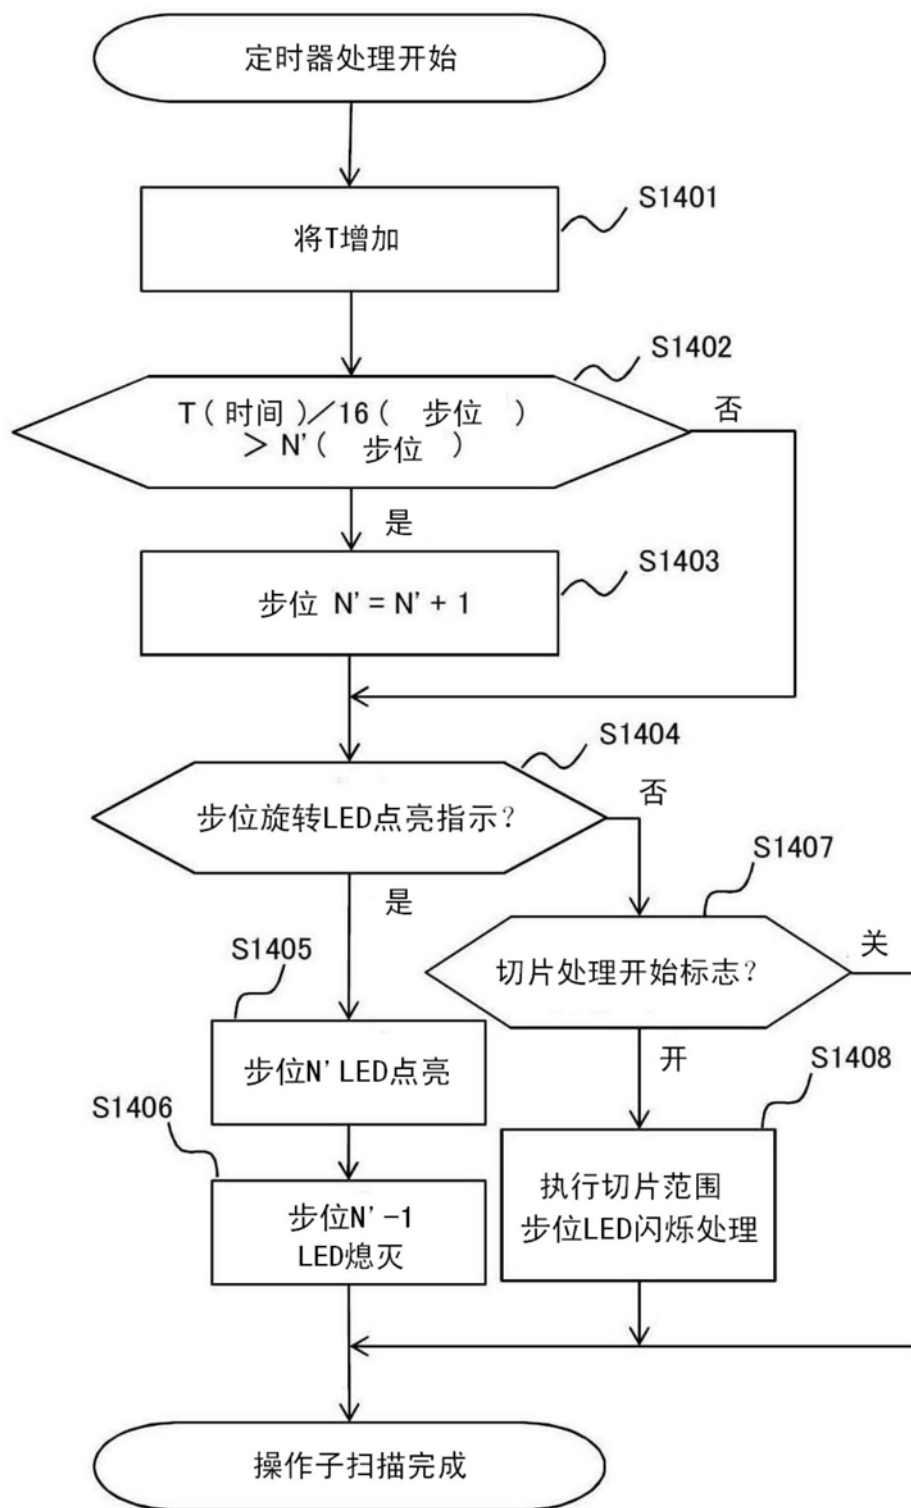 定时器处理开始
S1401
将T增加
S1402
T(时间)/16( 步位 )
> N'( 步位 )
否
是
S1403
步位 N'= N'+ 1
S1404
步位旋转LED点亮指示?
否
是
S1407
切片处理开始标志?
关
开
S1405
步位N'LED点亮
S1408
执行切片范围
步位LED闪烁处理
S1406
步位N'-1
LED熄灭
操作子扫描完成